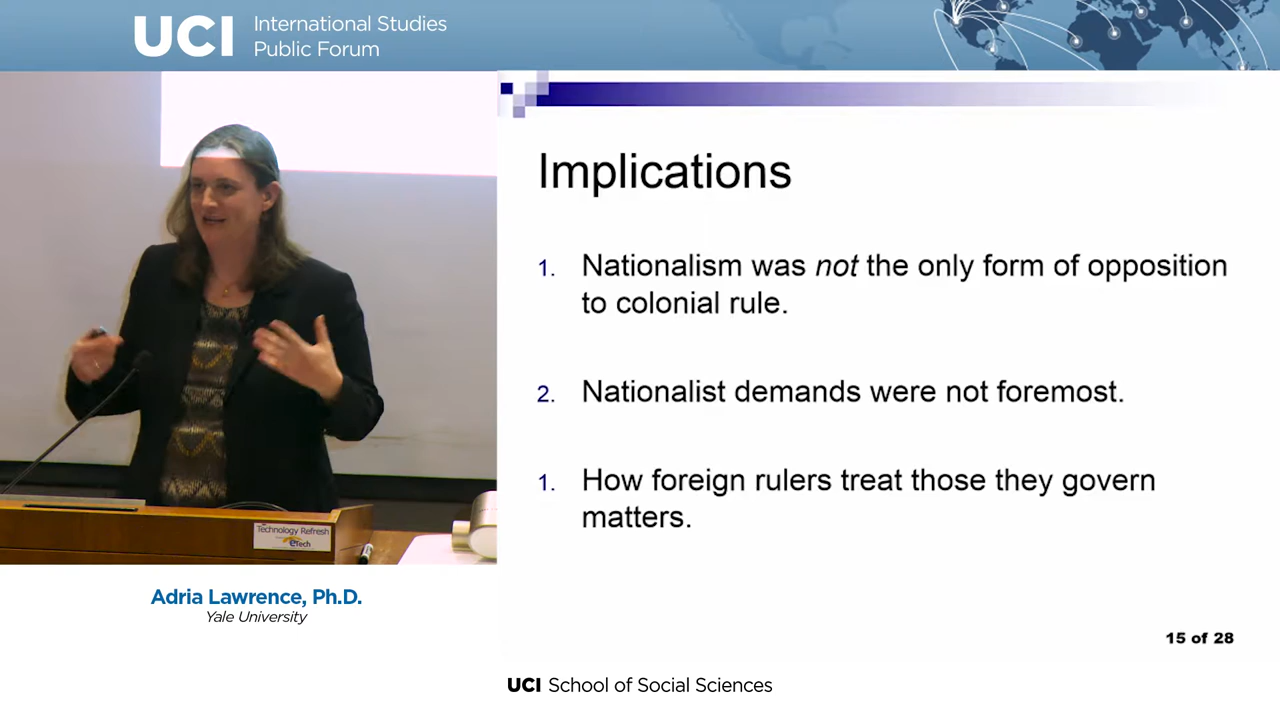 UCI International Studies
Public Forum
Implications
1. Nationalism was not the only form of opposition
to colonial rule.
2. Nationalist demands were not foremost.
1. How foreign rulers treat those they govern
matters.
Technology Refresh
eTech
Adria Lawrence, Ph.D.
Yale University
15 of 28
UCI School of Social Sciences